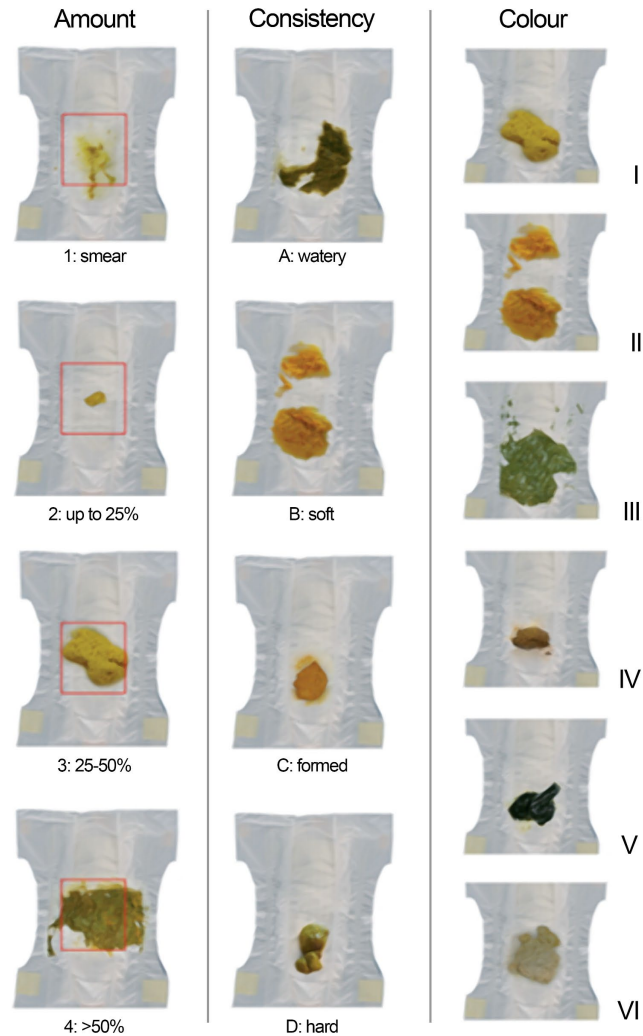 Amount
Consistency
Colour
1: smear
A: watery
I
2: up to 25%
B: soft
II
III
3: 25-50%
C: formed
IV
4: >50%
D: hard
V
VI